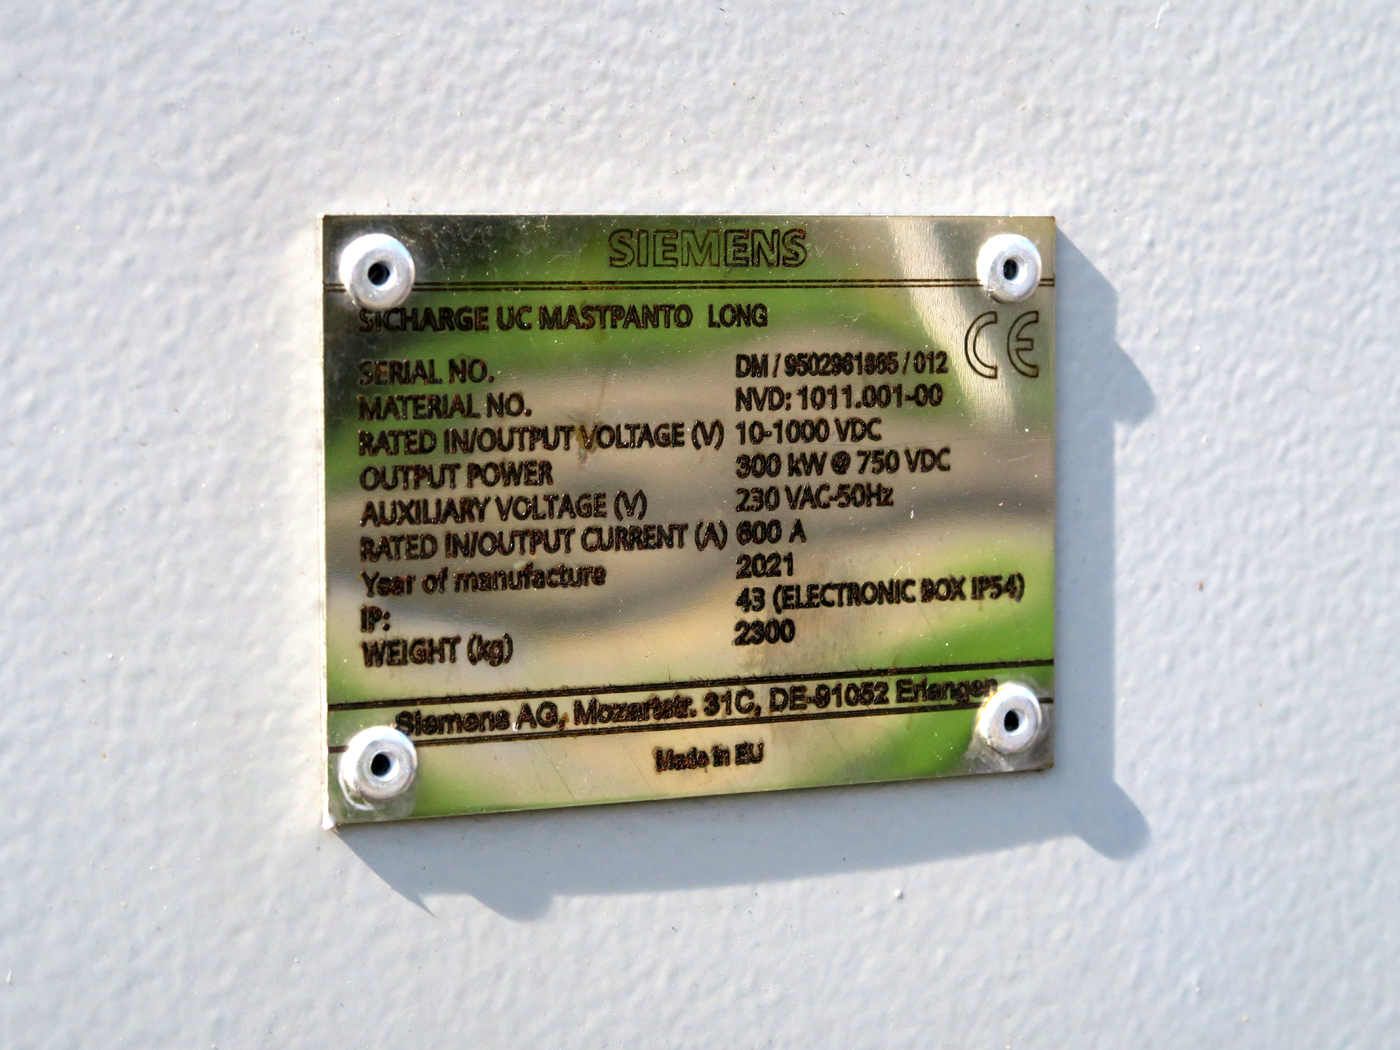 SIEMENS
SICHARGE UC MASTPANTO LONG
CE
SERIAL NO. DM / 9502981865 / 012
MATERIAL NO. NVD: 1011.001-00
RATED IN/OUTPUT VOLTAGE (V) 10-1000 VDC
OUTPUT POWER 300 kW @ 750 VDC
AUXILIARY VOLTAGE (V) 230 VAC-50Hz
RATED IN/OUTPUT CURRENT (A) 600 A
Year of manufacture 2021
IP: 43 (ELECTRONIC BOX IP54)
WEIGHT (kg) 2300
Siemens AG, Mozartstr. 31C, DE-91052 Erlangen
Made in EU